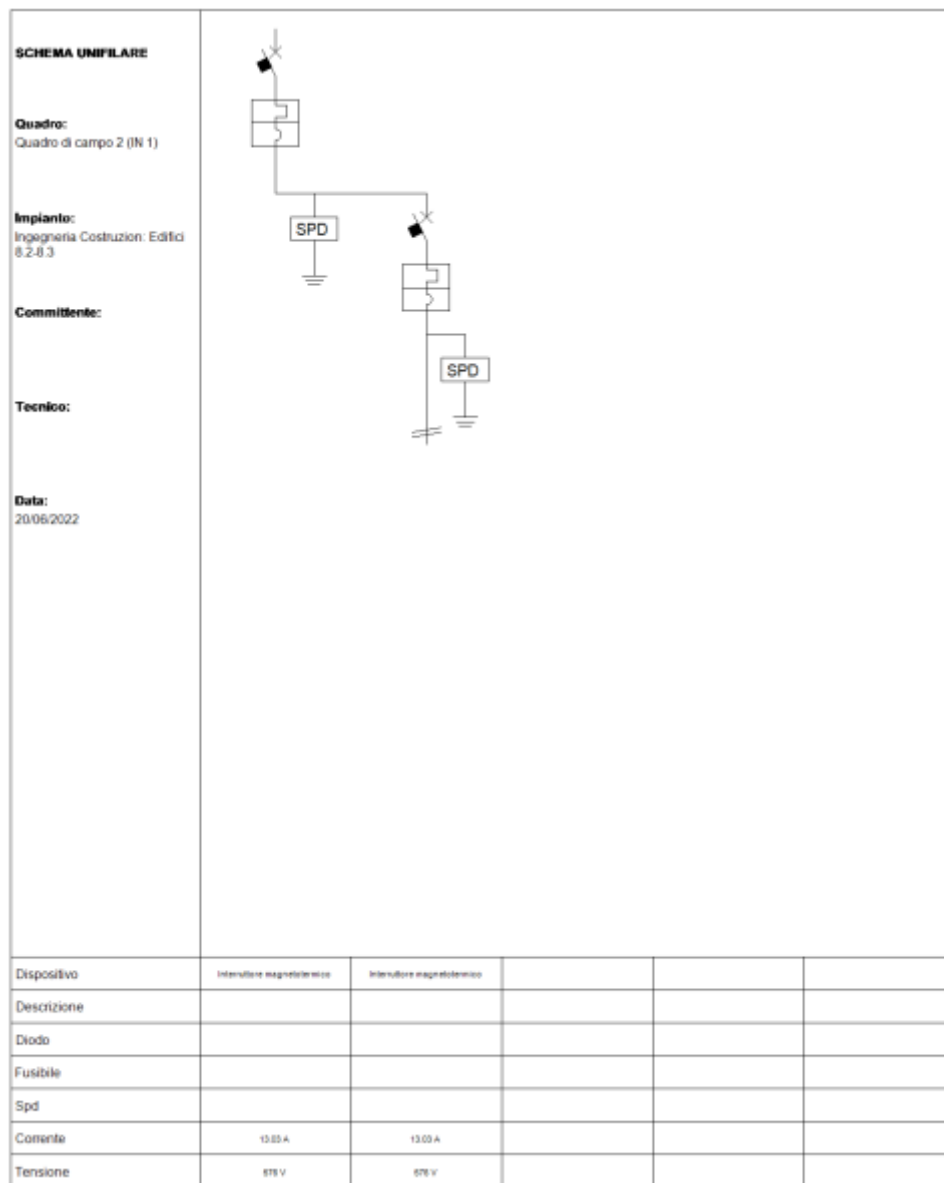 SCHEMA UNIFILARE
Quadro:
Quadro di campo 2 (IN 1)
Impianto:
Ingegneria Costruzion: Edifici
8.2-8.3
Committente:
Tecnico:
Data:
20/06/2022
SPD
SPD
Dispositivo Interruttore magnetotermico Interruttore magnetotermico
Descrizione
Diodo
Fusibile
Spd
Corrente 13.03 A 13.03 A
Tensione 676 V 676 V